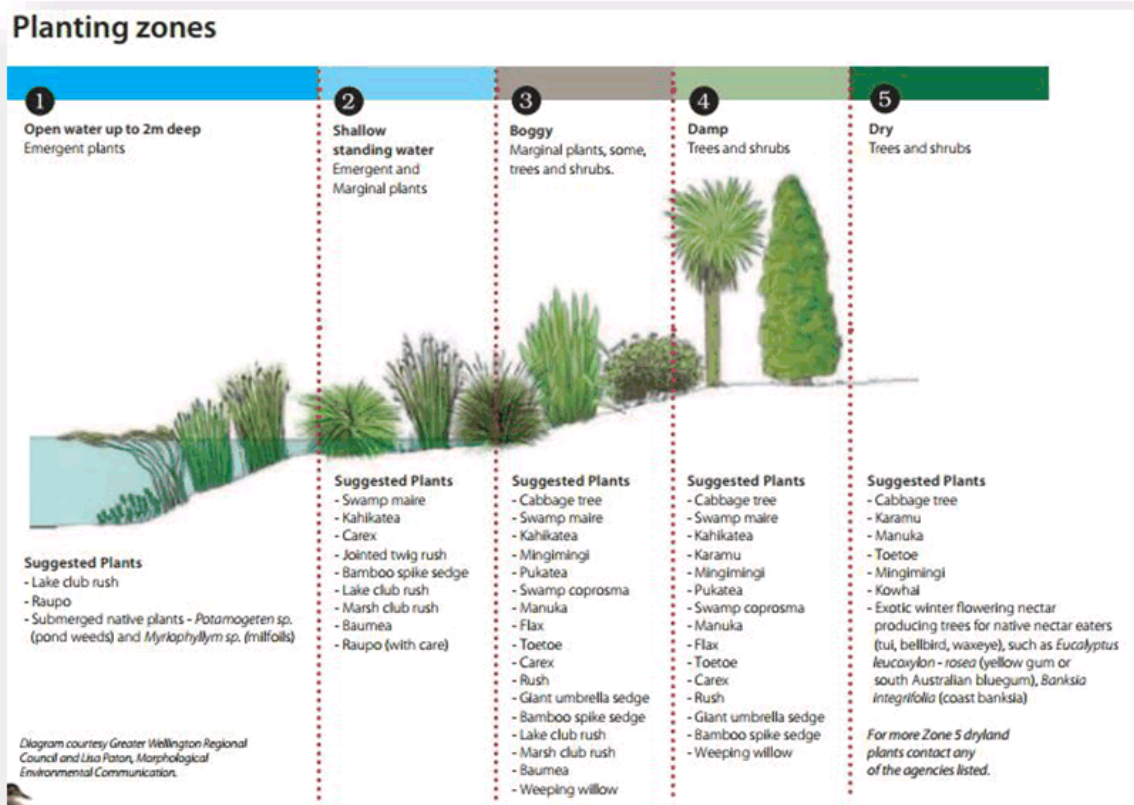 Planting zones
1
Open water up to 2m deep
Emergent plants
2
Shallow
standing water
Emergent and
Marginal plants
3
Boggy
Marginal plants, some,
trees and shrubs.
4
Damp
Trees and shrubs
5
Dry
Trees and shrubs
Suggested Plants
- Lake club rush
- Raupo
- Submerged native plants - Potamogeten sp.
(pond weeds) and Myriophyllym sp. (milfoils)
Suggested Plants
- Swamp maire
- Kahikatea
- Carex
- Jointed twig rush
- Bamboo spike sedge
- Lake club rush
- Marsh club rush
- Baumea
- Raupo (with care)
Suggested Plants
- Cabbage tree
- Swamp maire
- Kahikatea
- Mingimingi
- Pukatea
- Swamp coprosma
- Manuka
- Flax
- Toetoe
- Carex
- Rush
- Giant umbrella sedge
- Bamboo spike sedge
- Lake club rush
- Marsh club rush
- Baumea
- Weeping willow
Suggested Plants
- Cabbage tree
- Swamp maire
- Kahikatea
- Karamu
- Mingimingi
- Pukatea
- Swamp coprosma
- Manuka
- Flax
- Toetoe
- Carex
- Rush
- Giant umbrella sedge
- Bamboo spike sedge
- Weeping willow
Suggested Plants
- Cabbage tree
- Karamu
- Manuka
- Toetoe
- Mingimingi
- Kowhai
- Exotic winter flowering nectar
producing trees for native nectar eaters
(tui, bellbird, waxeye), such as Eucalyptus
leucoxylon - rosea (yellow gum or
south Australian bluegum), Banksia
integrifolia (coast banksia)
For more Zone 5 dryland
plants contact any
of the agencies listed.
Diagram courtesy Greater Wellington Regional
Council and Lisa Paton, Morphological
Environmental Communication.